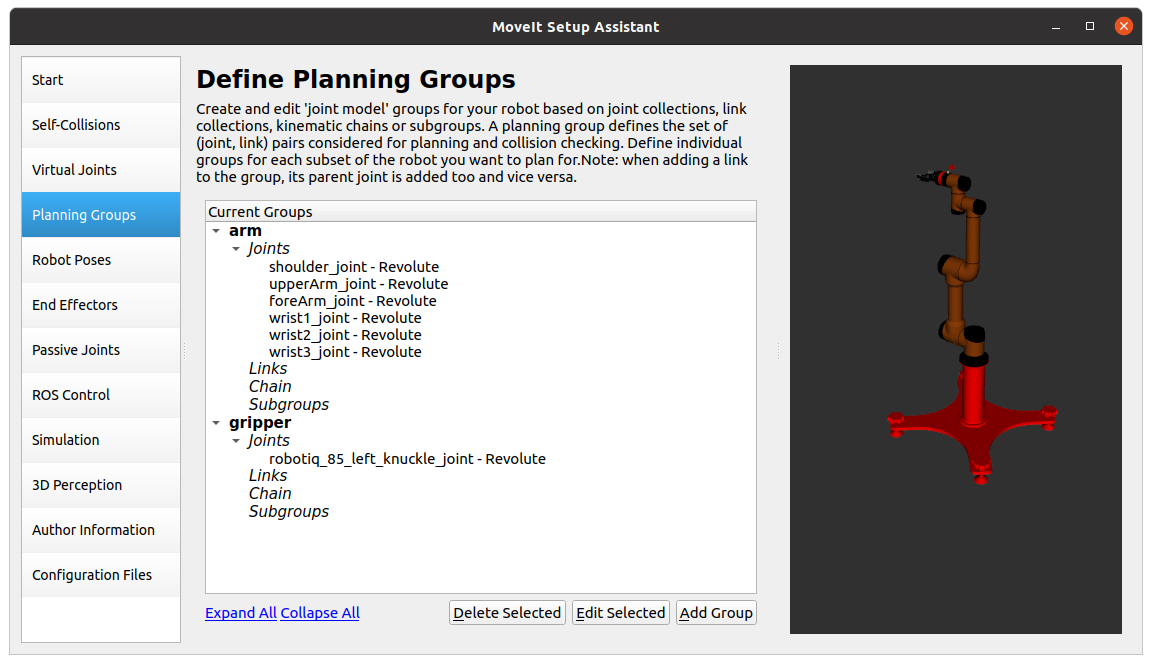 MoveIt Setup Assistant
Start
Self-Collisions
Virtual Joints
Planning Groups
Robot Poses
End Effectors
Passive Joints
ROS Control
Simulation
3D Perception
Author Information
Configuration Files
Define Planning Groups
Create and edit 'joint model' groups for your robot based on joint collections, link
collections, kinematic chains or subgroups. A planning group defines the set of
(joint, link) pairs considered for planning and collision checking. Define individual
groups for each subset of the robot you want to plan for.Note: when adding a link
to the group, its parent joint is added too and vice versa.
Current Groups
arm
Joints
shoulder_joint - Revolute
upperArm_joint - Revolute
foreArm_joint - Revolute
wrist1_joint - Revolute
wrist2_joint - Revolute
wrist3_joint - Revolute
Links
Chain
Subgroups
gripper
Joints
robotiq_85_left_knuckle_joint - Revolute
Links
Chain
Subgroups
Expand All Collapse All
Delete Selected
Edit Selected
Add Group